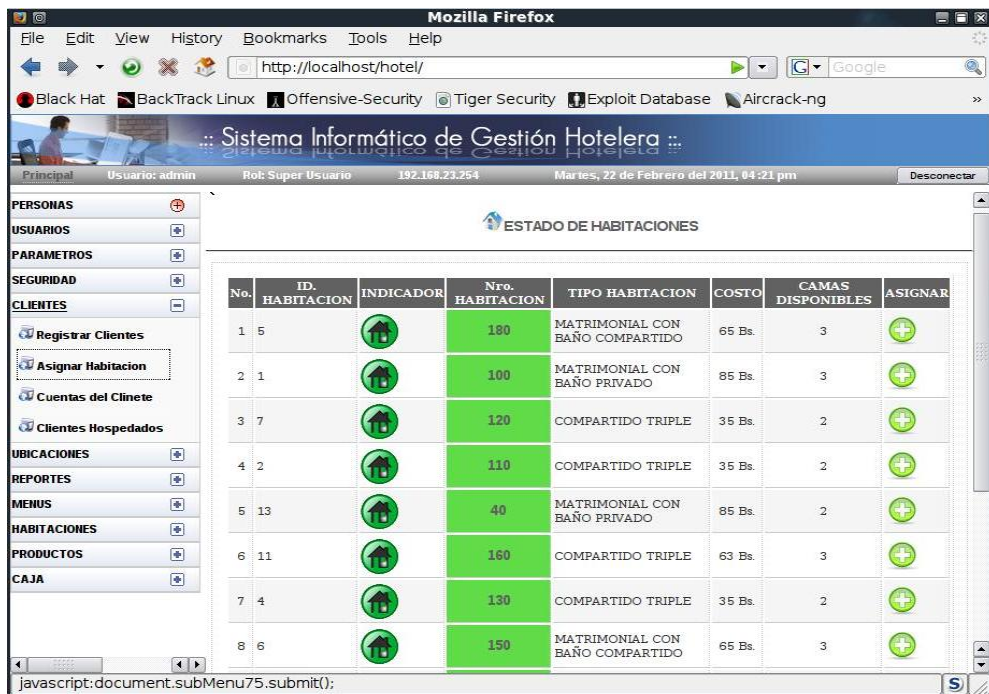 Mozilla Firefox
File Edit View History Bookmarks Tools Help
http://localhost/hotel/
G Google
Black Hat BackTrack Linux Offensive-Security Tiger Security Exploit Database Aircrack-ng »
.:: Sistema Informático de Gestión Hotelera ::.
Principal Usuario: admin Rol: Super Usuario 192.168.23.254 Martes, 22 de Febrero del 2011, 04:21 pm Desconectar
PERSONAS
USUARIOS
PARAMETROS
SEGURIDAD
CLIENTES
Registrar Clientes
Asignar Habitacion
Cuentas del Clinete
Clientes Hospedados
UBICACIONES
REPORTES
MENUS
HABITACIONES
PRODUCTOS
CAJA
ESTADO DE HABITACIONES
No. ID. HABITACION INDICADOR Nro. HABITACION TIPO HABITACION COSTO CAMAS DISPONIBLES ASIGNAR
1 5 180 MATRIMONIAL CON BAÑO COMPARTIDO 65 Bs. 3
2 1 100 MATRIMONIAL CON BAÑO PRIVADO 85 Bs. 3
3 7 120 COMPARTIDO TRIPLE 35 Bs. 2
4 2 110 COMPARTIDO TRIPLE 35 Bs. 2
5 13 40 MATRIMONIAL CON BAÑO PRIVADO 85 Bs. 2
6 11 160 COMPARTIDO TRIPLE 63 Bs. 3
7 4 130 COMPARTIDO TRIPLE 35 Bs. 2
8 6 150 MATRIMONIAL CON BAÑO COMPARTIDO 65 Bs. 3
javascript:document.subMenu75.submit(); S